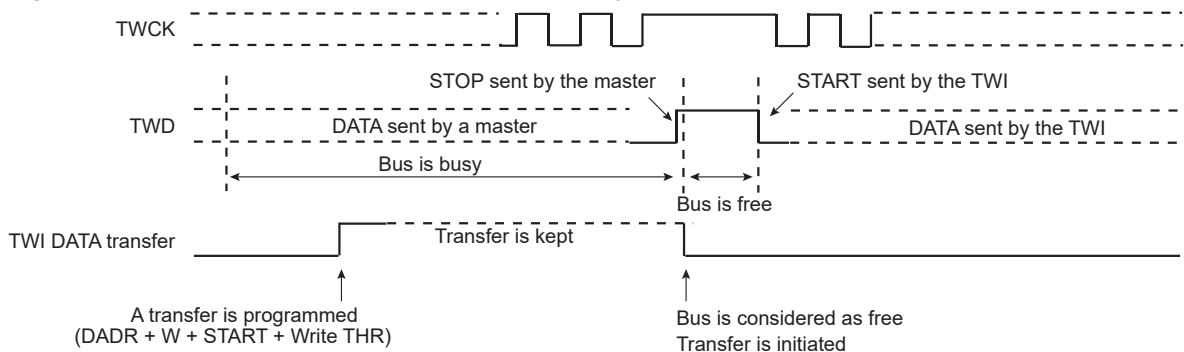 TWCK
STOP sent by the master
START sent by the TWI
TWD
DATA sent by a master
DATA sent by the TWI
Bus is busy
Bus is free
TWI DATA transfer
Transfer is kept
A transfer is programmed
(DADR + W + START + Write THR)
Bus is considered as free
Transfer is initiated